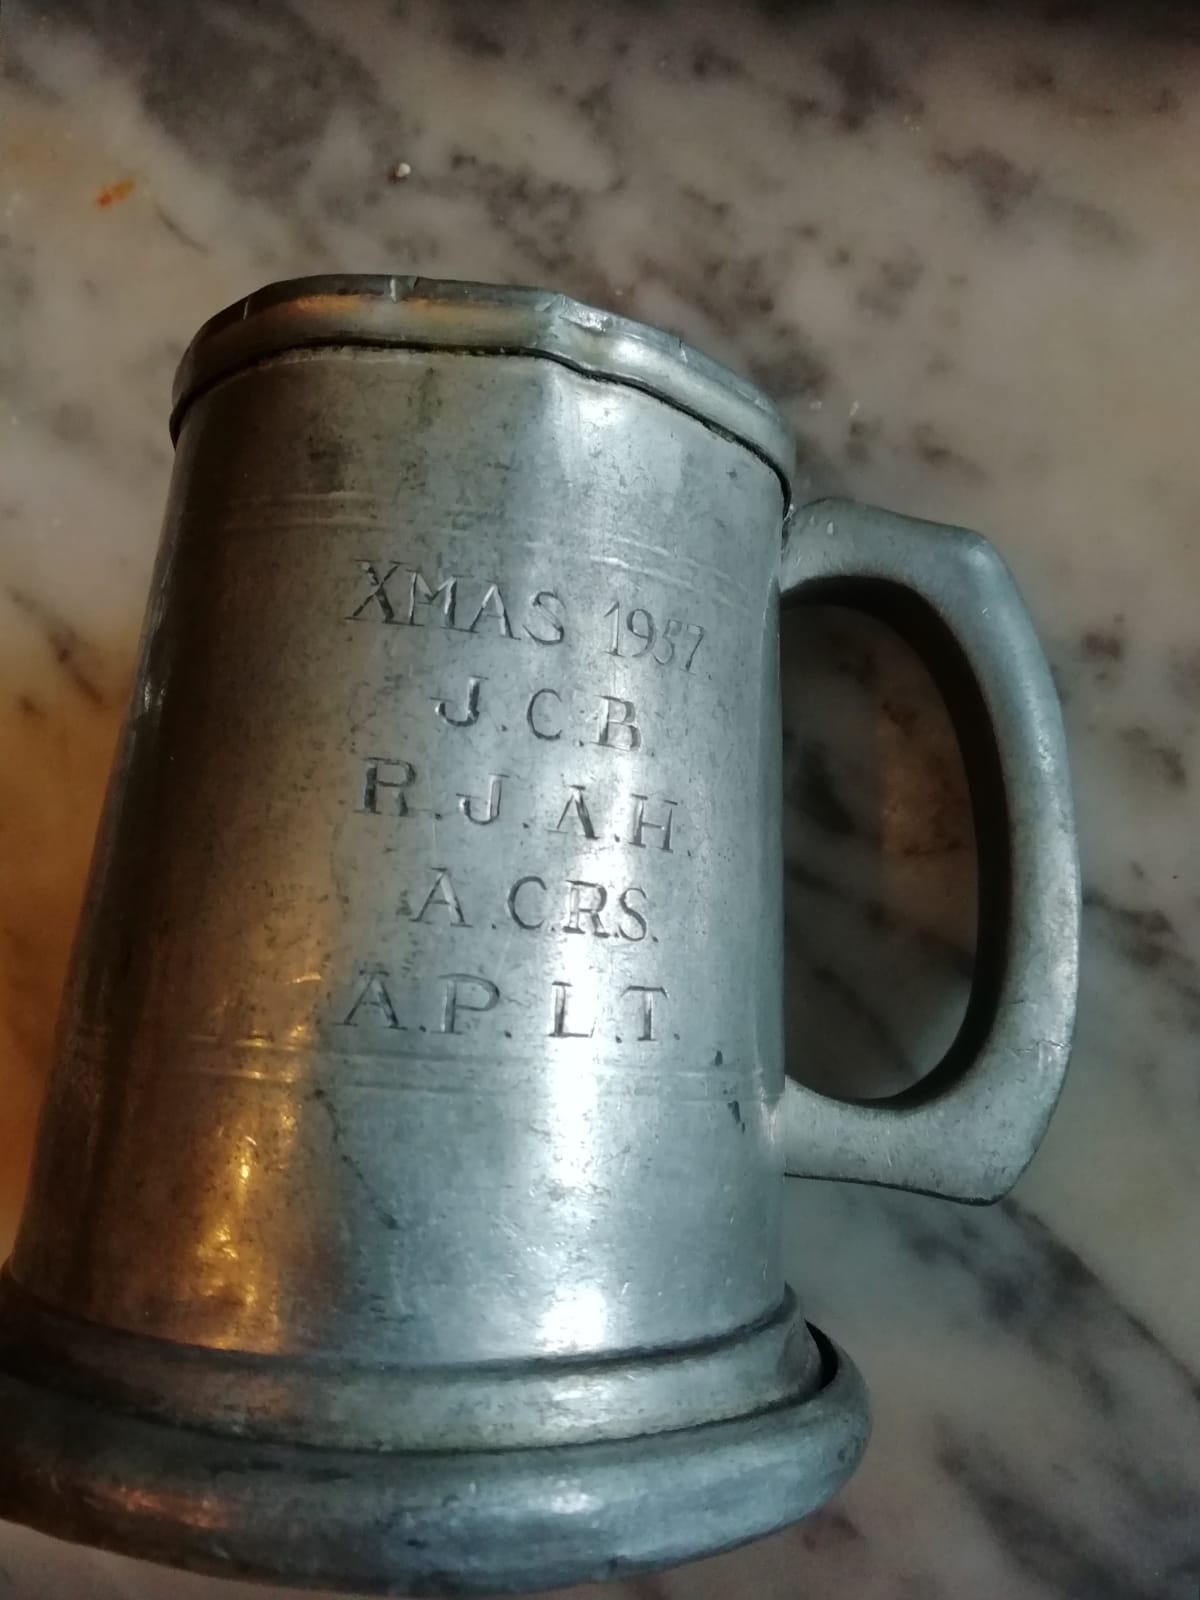 XMAS 1957.
J.C.B.
R.J.A.H.
A.C.R.S.
A.P.L.T.